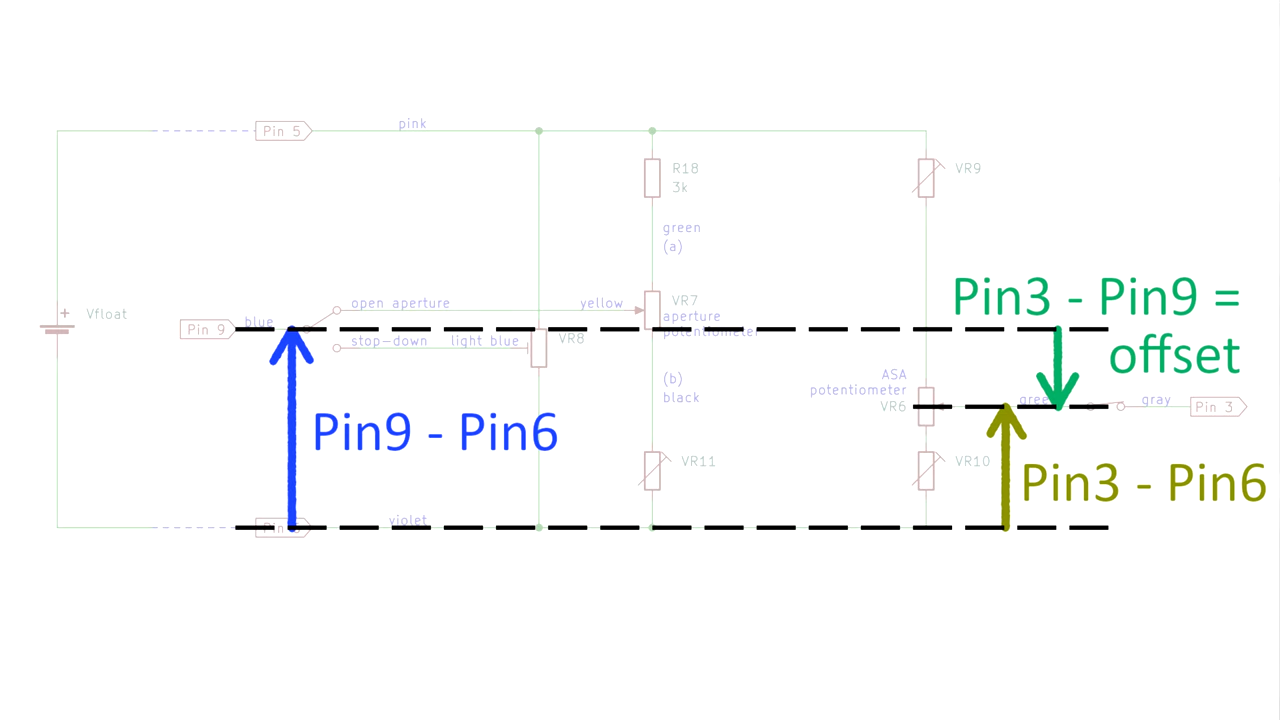 pink
Pin 5
R18
3k
VR9
green
(a)
Vfloat
+
open aperture
yellow
VR7
aperture
potentiometer
Pin3 - Pin9 =
offset
Pin 9
blue
stop-down
light blue
VR8
(b)
black
ASA
potentiometer
VR6
green
gray
Pin 3
Pin9 - Pin6
VR11
VR10
Pin3 - Pin6
violet
Pin